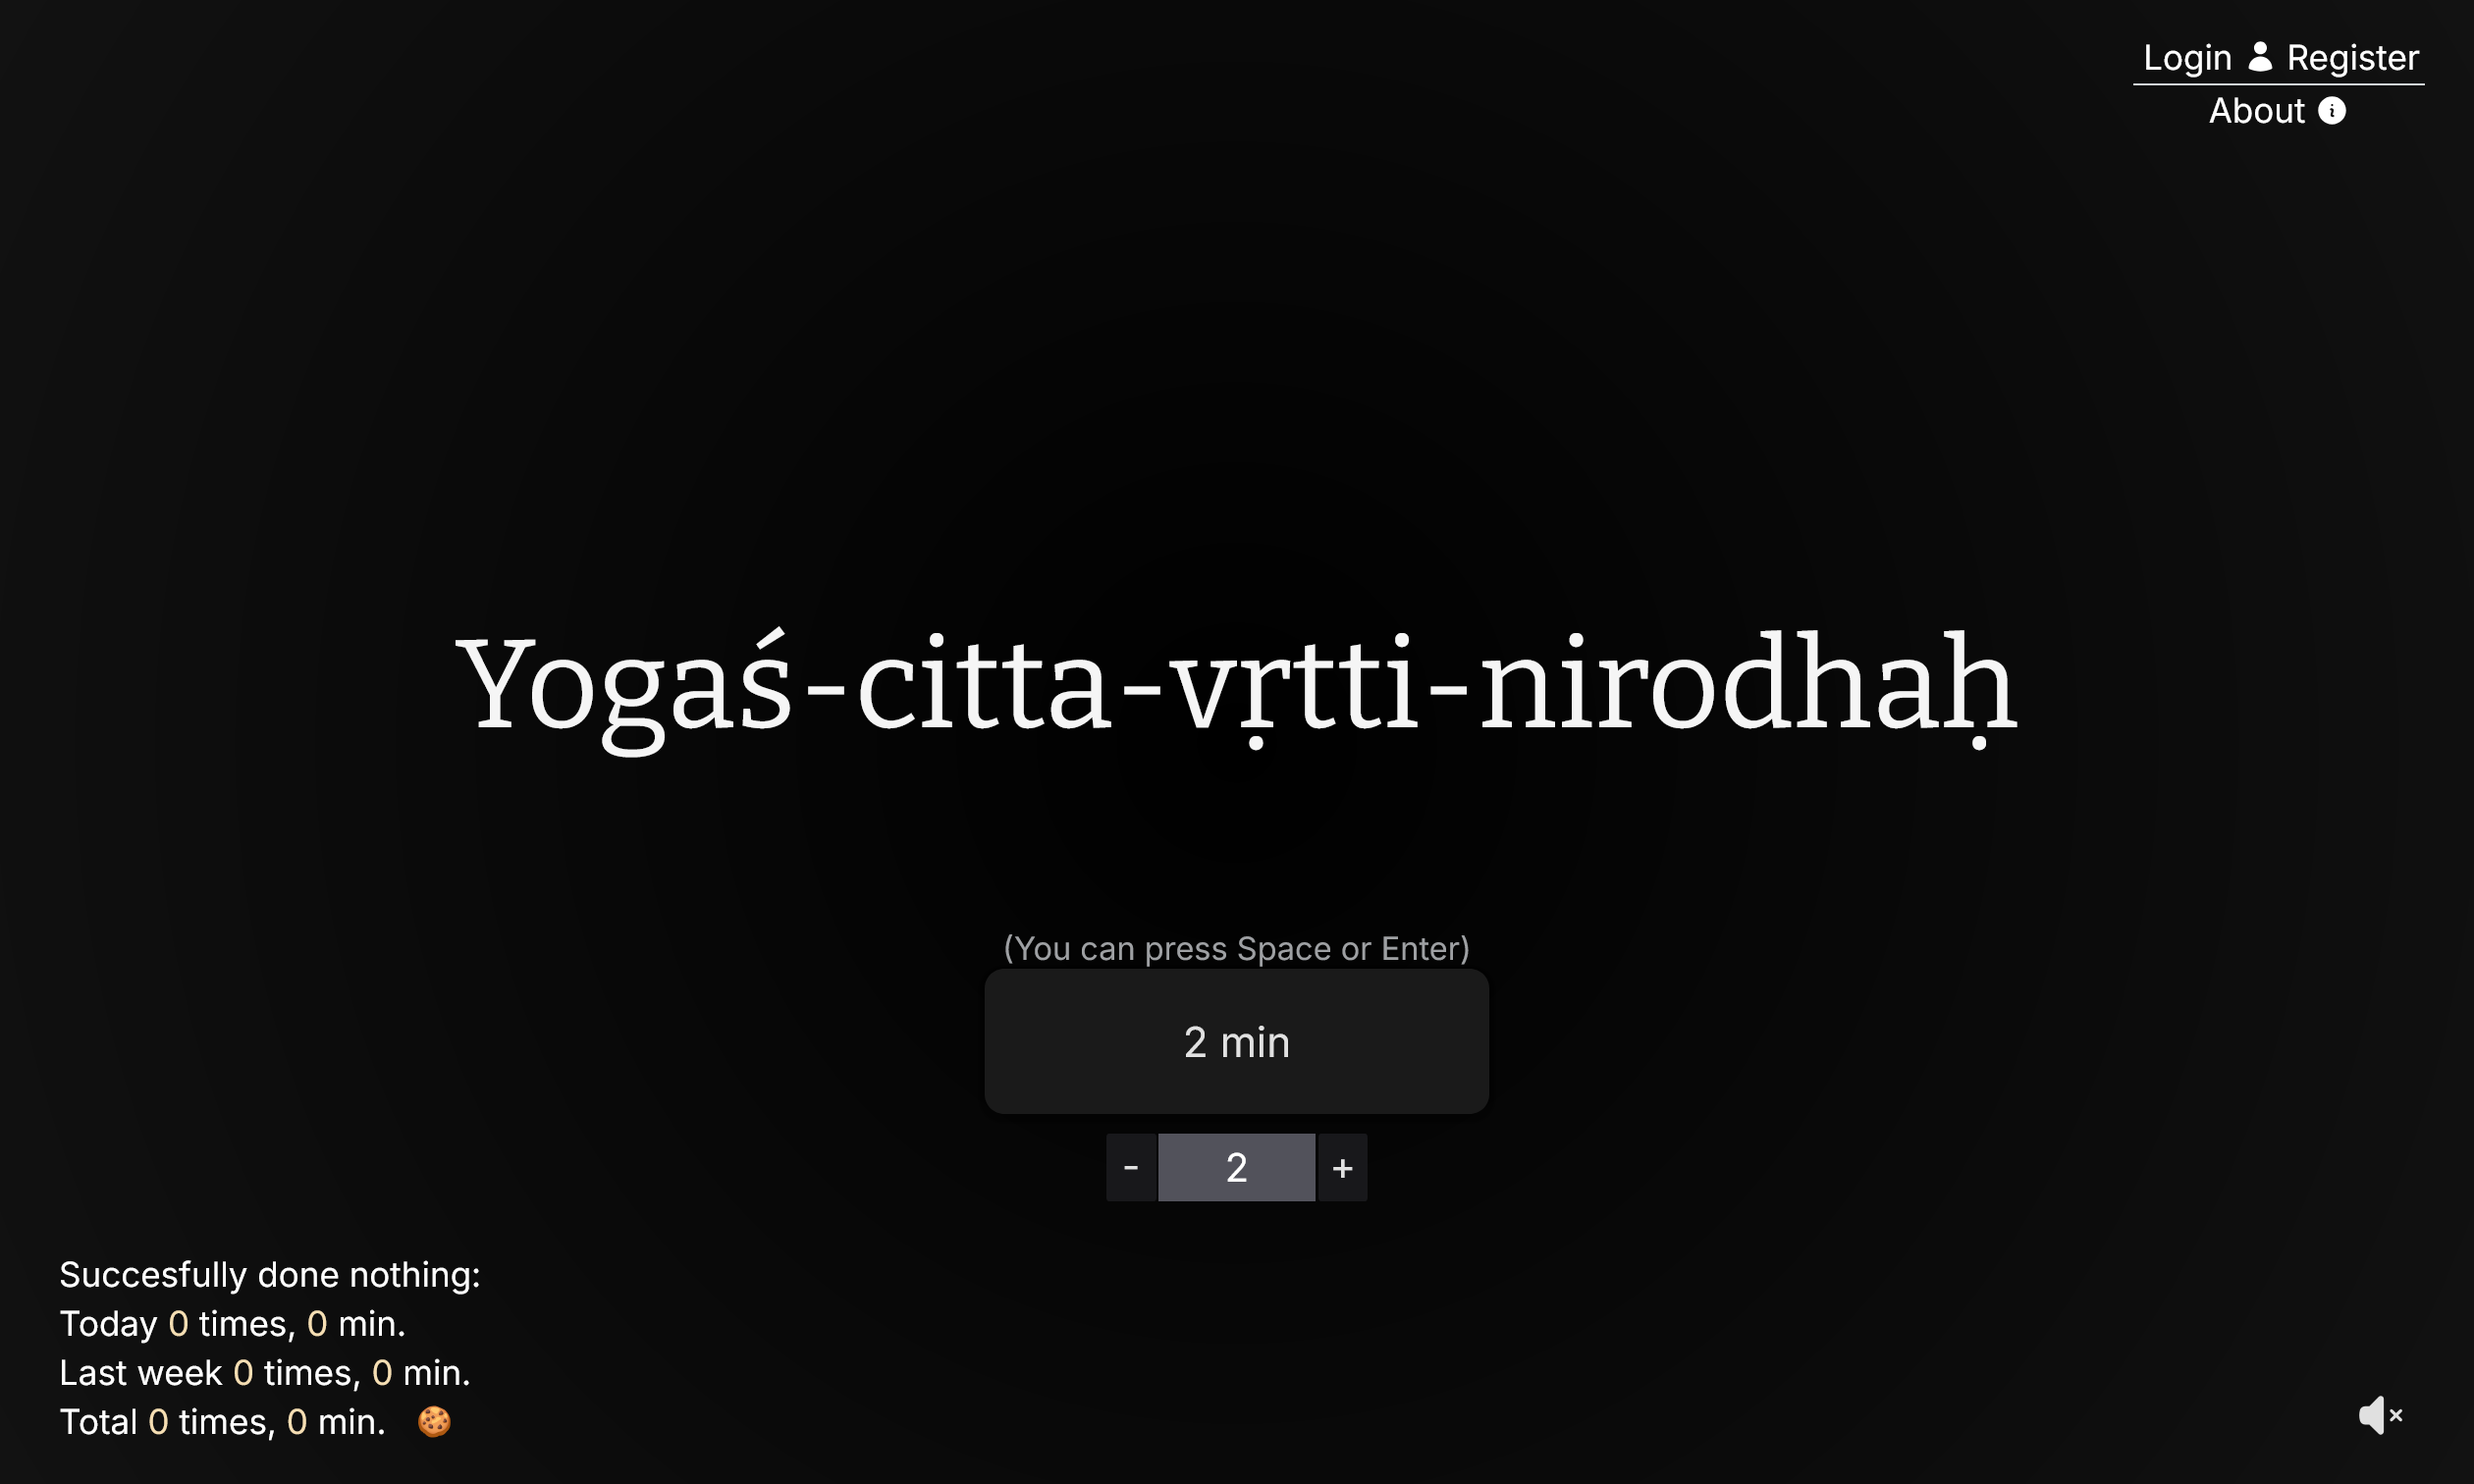 Login Register
About
Yogaś-citta-vṛtti-nirodhaḥ
(You can press Space or Enter)
2 min
- 2 +
Succesfully done nothing:
Today 0 times, 0 min.
Last week 0 times, 0 min.
Total 0 times, 0 min.